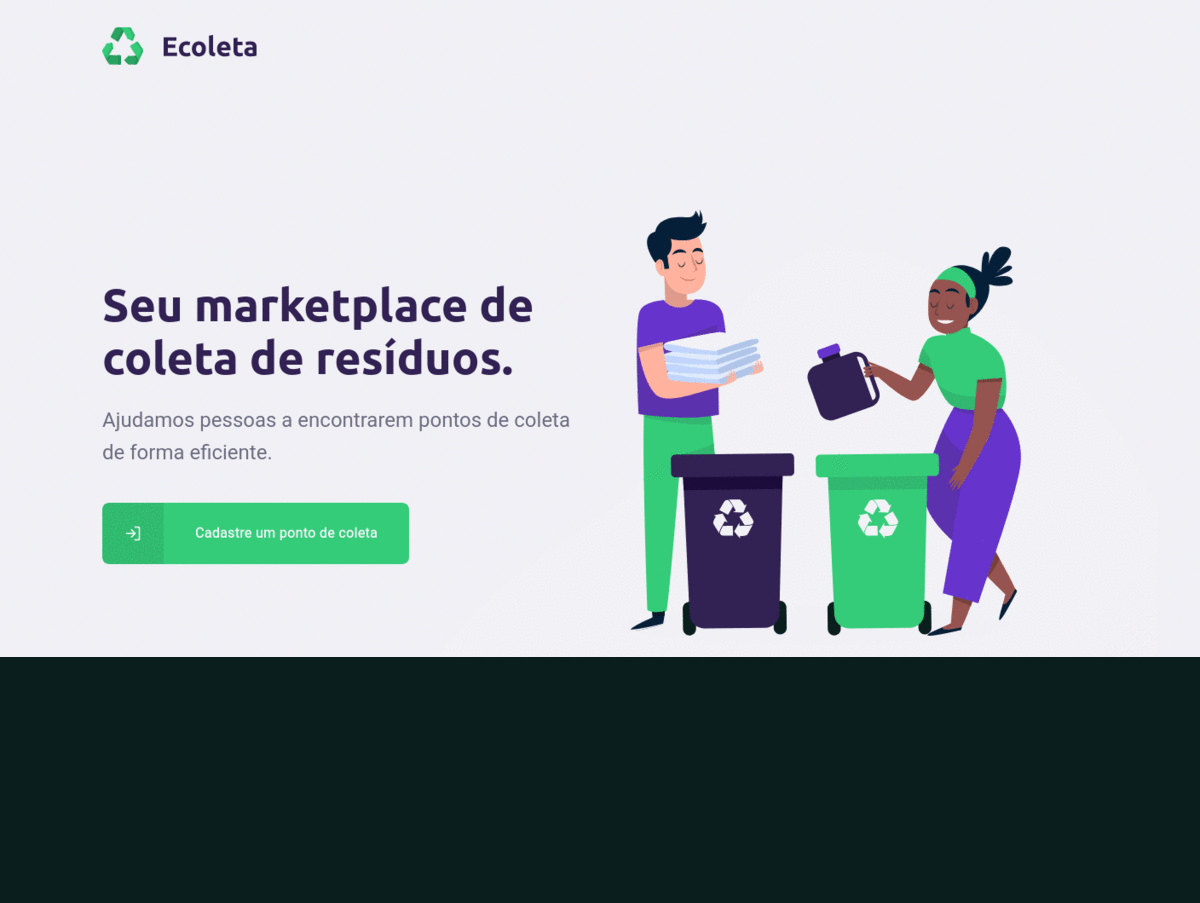 Ecoleta
Seu marketplace de
coleta de resíduos.
Ajudamos pessoas a encontrarem pontos de coleta
de forma eficiente.
Cadastre um ponto de coleta